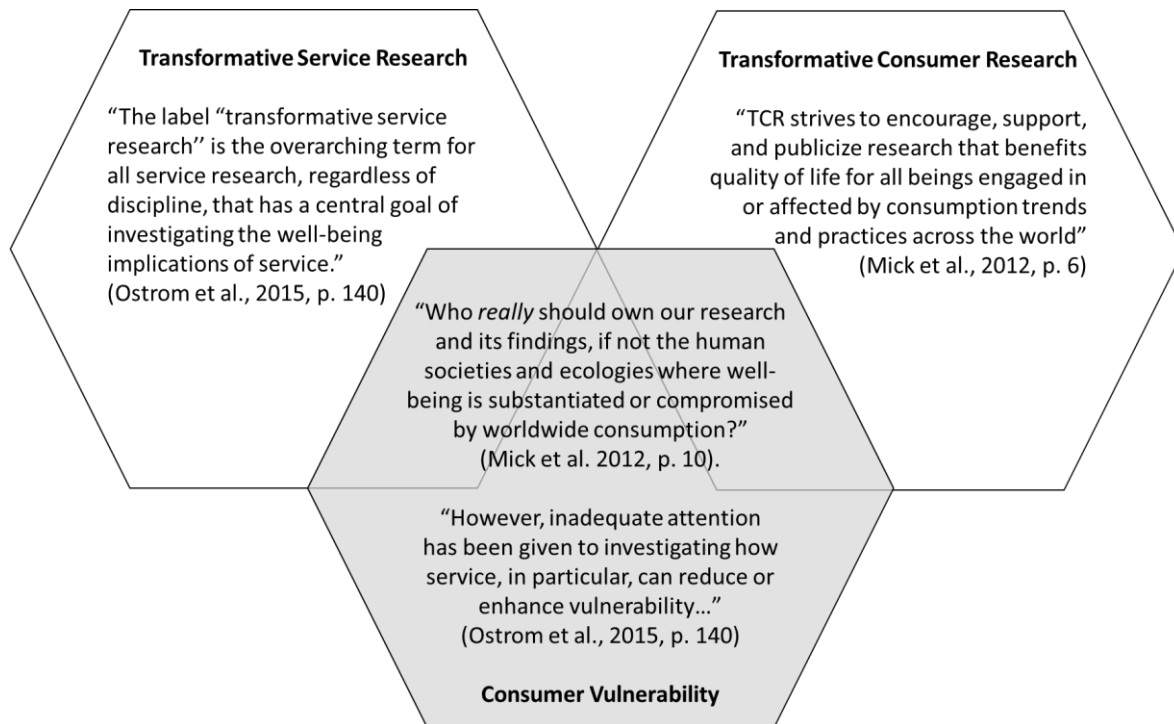 Transformative Service Research
“The label “transformative service
research’’ is the overarching term for
all service research, regardless of
discipline, that has a central goal of
investigating the well-being
implications of service.”
(Ostrom et al., 2015, p. 140)
Transformative Consumer Research
“TCR strives to encourage, support,
and publicize research that benefits
quality of life for all beings engaged in
or affected by consumption trends
and practices across the world”
(Mick et al., 2012, p. 6)
“Who really should own our research
and its findings, if not the human
societies and ecologies where well-
being is substantiated or compromised
by worldwide consumption?”
(Mick et al. 2012, p. 10).
“However, inadequate attention
has been given to investigating how
service, in particular, can reduce or
enhance vulnerability…”
(Ostrom et al., 2015, p. 140)
Consumer Vulnerability